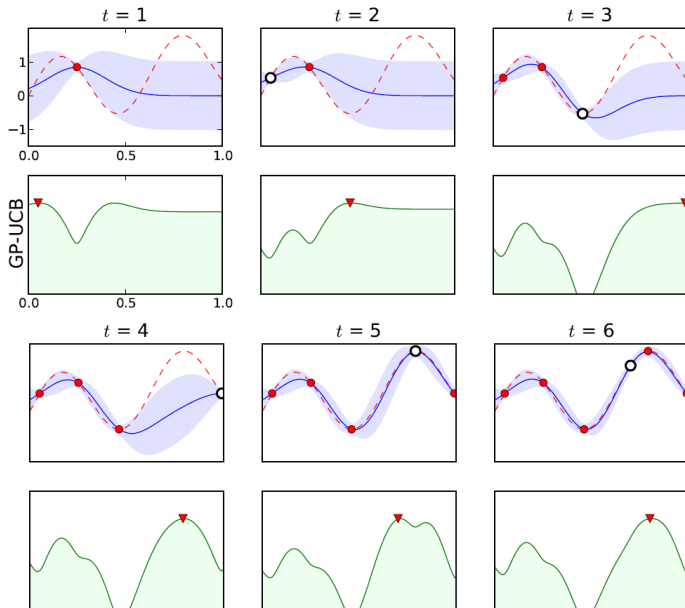 t = 1
t = 2
t = 3
1
0
−1
0.0
0.5
1.0
GP-UCB
0.0
0.5
1.0
t = 4
t = 5
t = 6